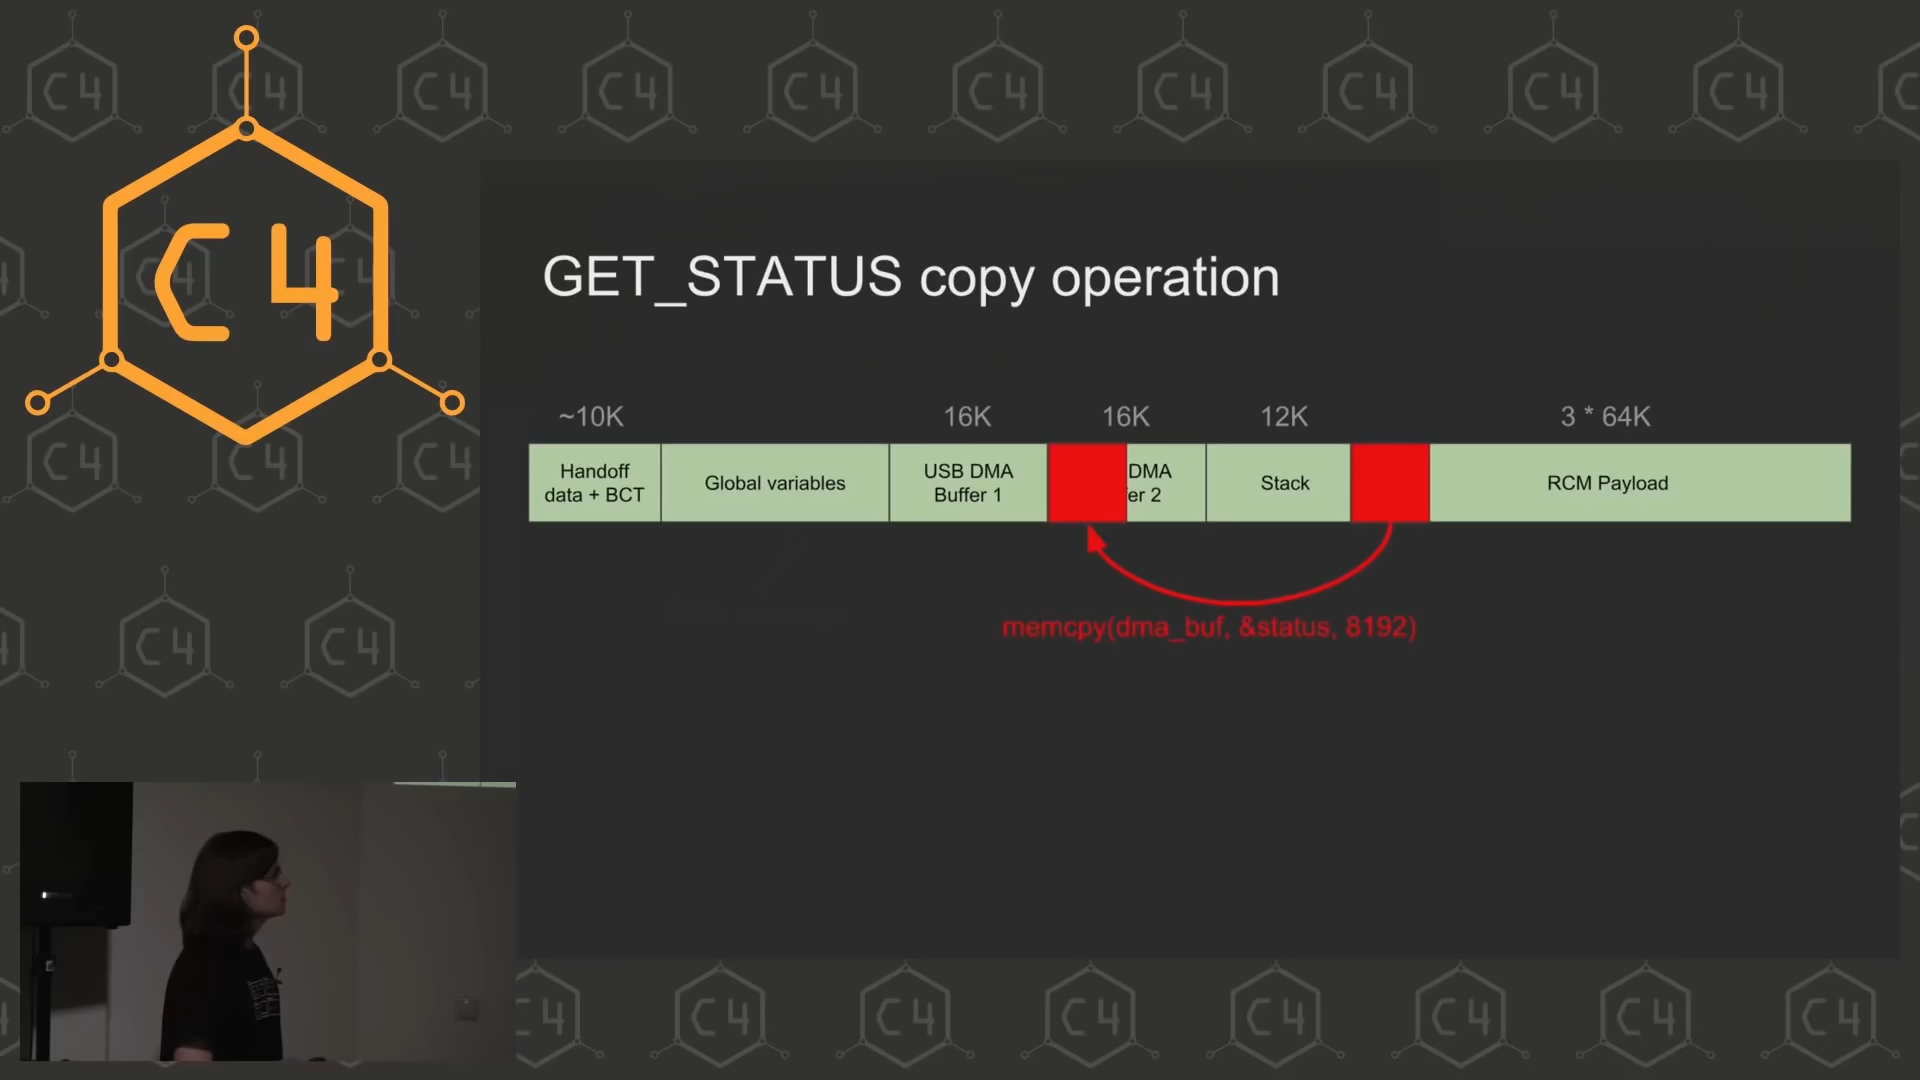 C4
GET_STATUS copy operation
~10K
16K
16K
12K
3 * 64K
Handoff
data + BCT
Global variables
USB DMA
Buffer 1
DMA
er 2
Stack
RCM Payload
memcpy(dma_buf, &status, 8192)